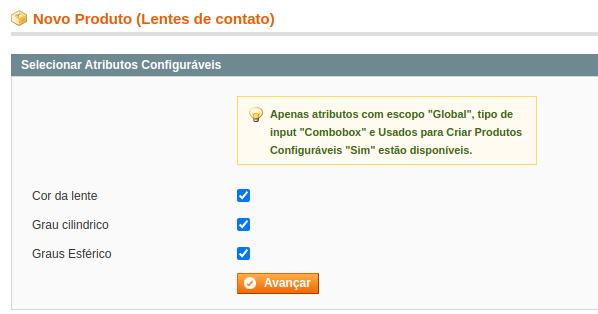 Novo Produto (Lentes de contato)
Selecionar Atributos Configuráveis
Apenas atributos com escopo "Global", tipo de
input "Combobox" e Usados para Criar Produtos
Configuráveis "Sim" estão disponíveis.
Cor da lente
Grau cilindrico
Graus Esférico
Avançar